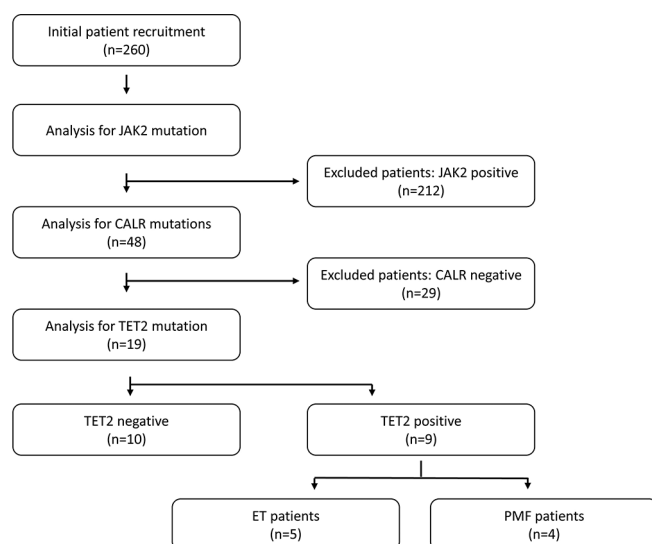 Initial patient recruitment
(n=260)
Analysis for JAK2 mutation
Excluded patients: JAK2 positive
(n=212)
Analysis for CALR mutations
(n=48)
Excluded patients: CALR negative
(n=29)
Analysis for TET2 mutation
(n=19)
TET2 negative
(n=10)
TET2 positive
(n=9)
ET patients
(n=5)
PMF patients
(n=4)